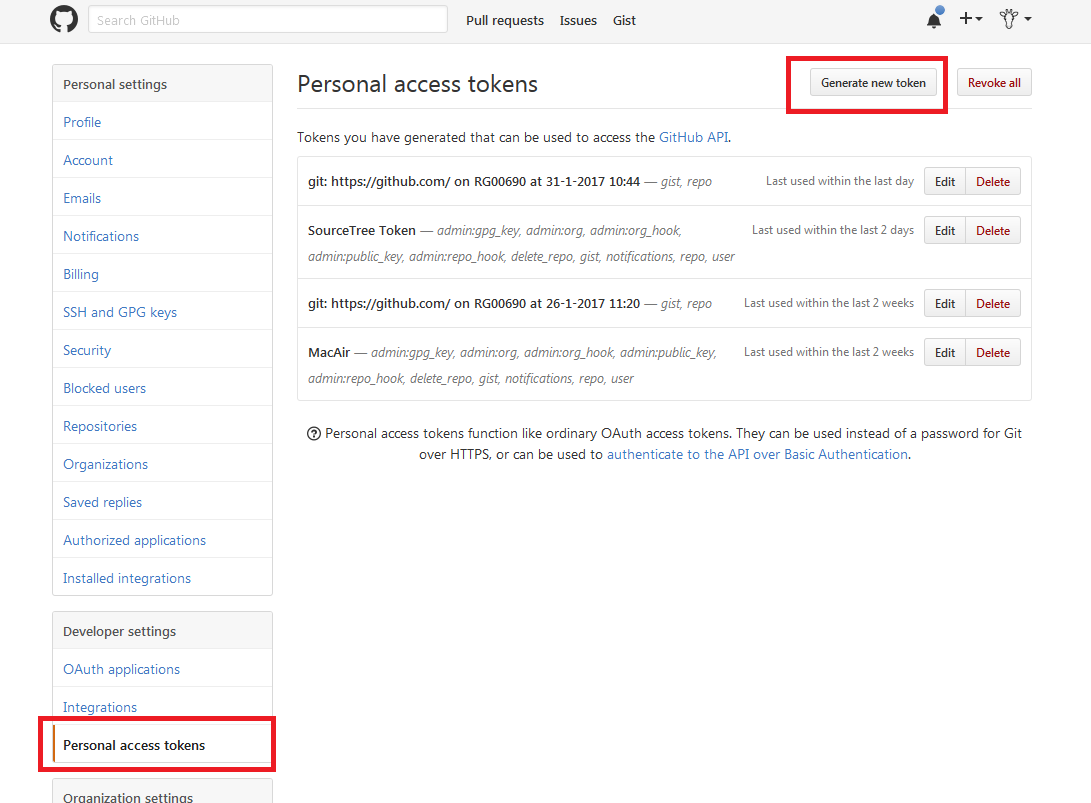 Search GitHub
Pull requests Issues Gist
Personal settings
Profile
Account
Emails
Notifications
Billing
SSH and GPG keys
Security
Blocked users
Repositories
Organizations
Saved replies
Authorized applications
Installed integrations
Developer settings
OAuth applications
Integrations
Personal access tokens
Organization settings
Personal access tokens
Generate new token
Revoke all
Tokens you have generated that can be used to access the GitHub API.
git: https://github.com/ on RG00690 at 31-1-2017 10:44 — gist, repo
Last used within the last day
Edit Delete
SourceTree Token — admin:gpg_key, admin:org, admin:org_hook,
admin:public_key, admin:repo_hook, delete_repo, gist, notifications, repo, user
Last used within the last 2 days
Edit Delete
git: https://github.com/ on RG00690 at 26-1-2017 11:20 — gist, repo
Last used within the last 2 weeks
Edit Delete
MacAir — admin:gpg_key, admin:org, admin:org_hook, admin:public_key,
admin:repo_hook, delete_repo, gist, notifications, repo, user
Last used within the last 2 weeks
Edit Delete
Personal access tokens function like ordinary OAuth access tokens. They can be used instead of a password for Git
over HTTPS, or can be used to authenticate to the API over Basic Authentication.